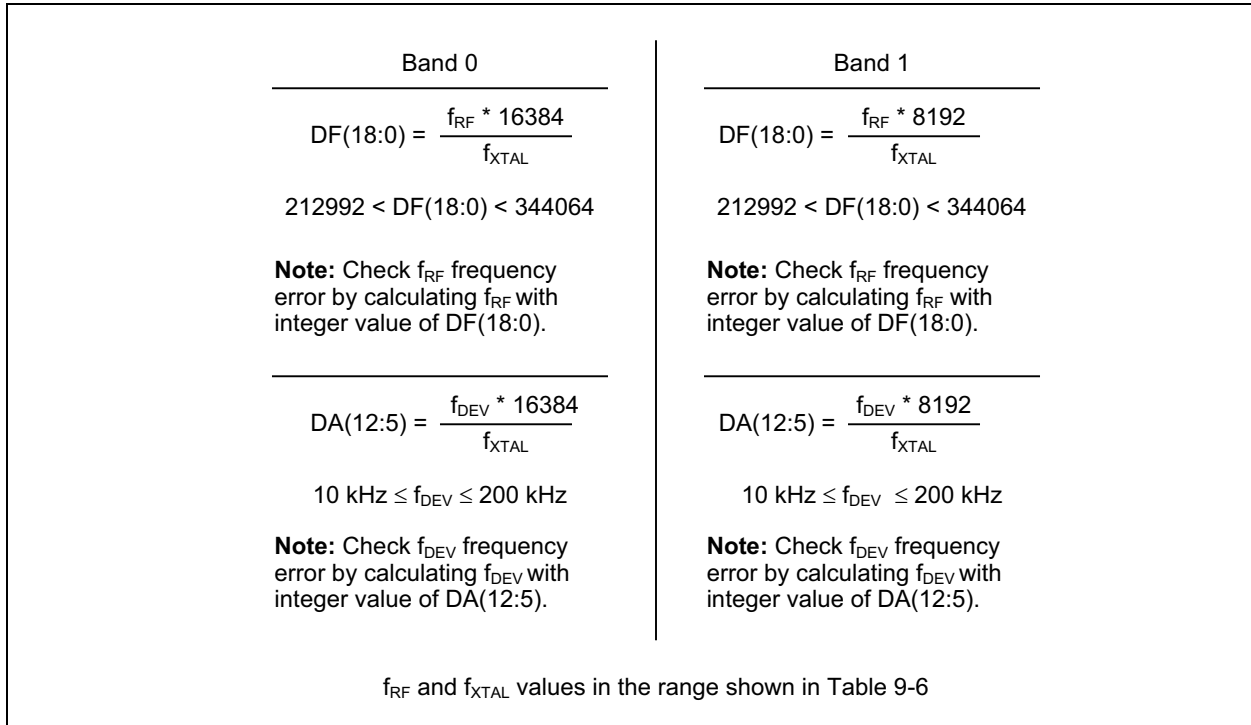 Band 0
DF(18:0) = f_RF * 16384 / f_XTAL
212992 < DF(18:0) < 344064
Note: Check f_RF frequency
error by calculating f_RF with
integer value of DF(18:0).
DA(12:5) = f_DEV * 16384 / f_XTAL
10 kHz ≤ f_DEV ≤ 200 kHz
Note: Check f_DEV frequency
error by calculating f_DEV with
integer value of DA(12:5).
Band 1
DF(18:0) = f_RF * 8192 / f_XTAL
212992 < DF(18:0) < 344064
Note: Check f_RF frequency
error by calculating f_RF with
integer value of DF(18:0).
DA(12:5) = f_DEV * 8192 / f_XTAL
10 kHz ≤ f_DEV ≤ 200 kHz
Note: Check f_DEV frequency
error by calculating f_DEV with
integer value of DA(12:5).
f_RF and f_XTAL values in the range shown in Table 9-6